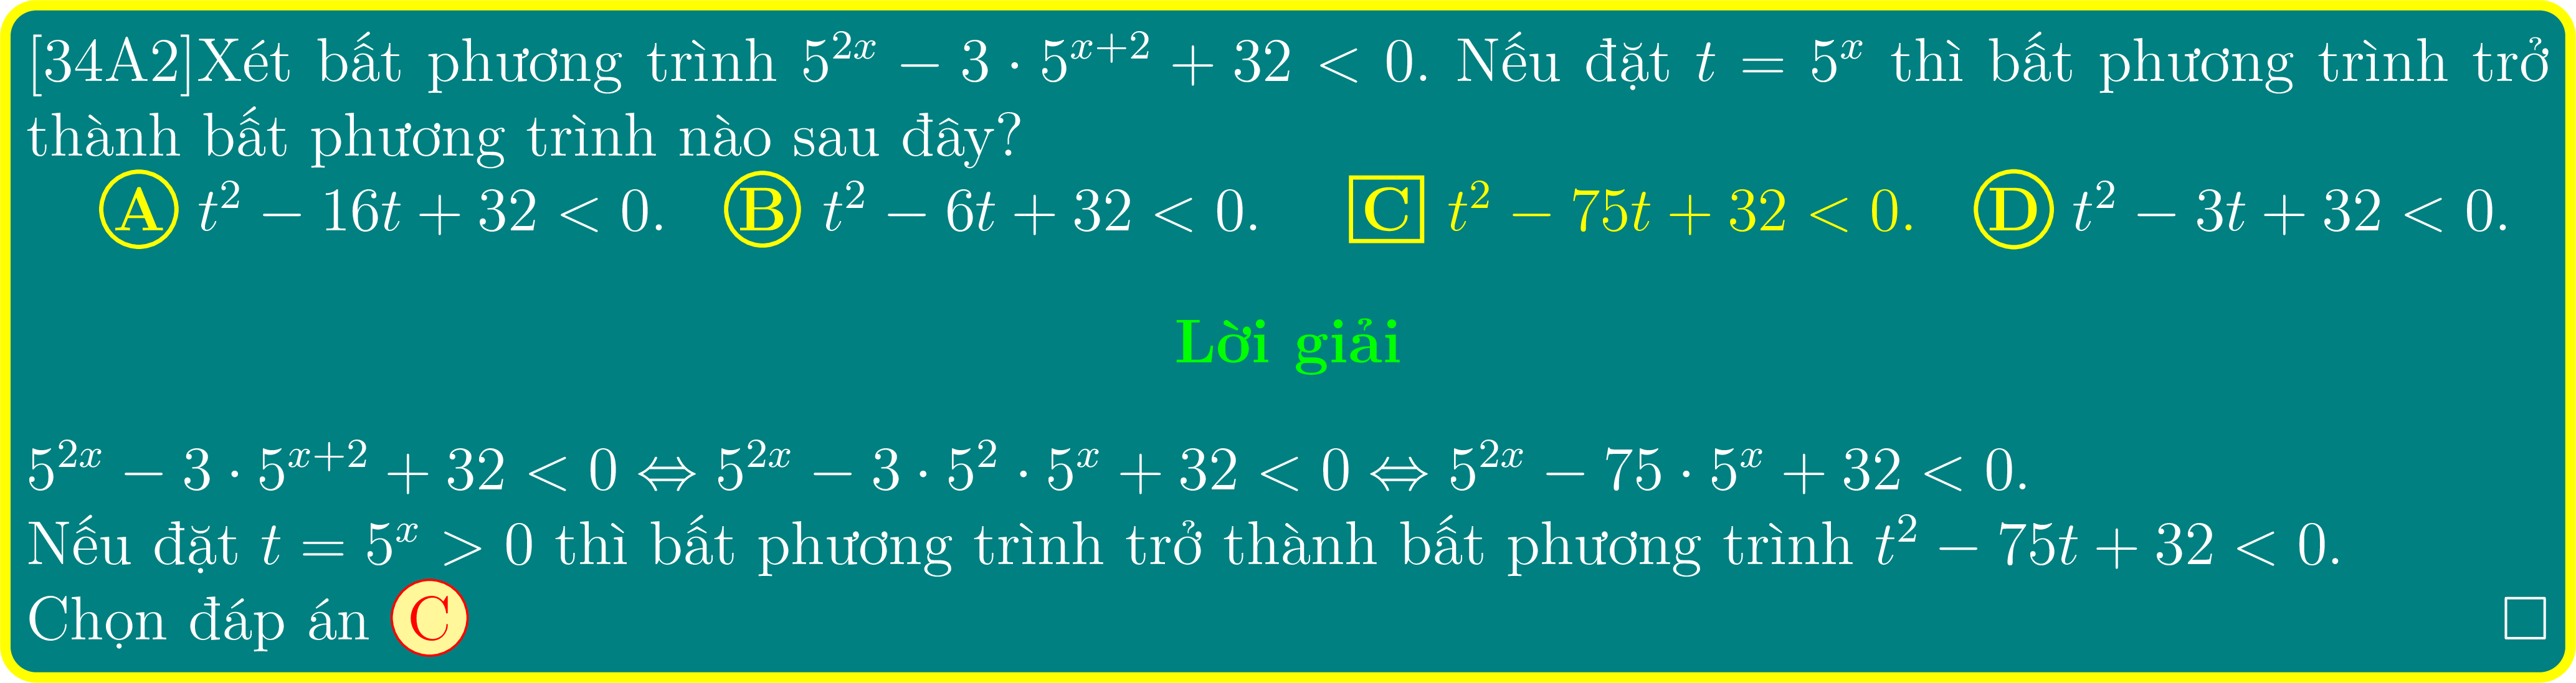 [34A2]Xét bất phương trình 5^{2x} − 3 · 5^{x+2} + 32 < 0. Nếu đặt t = 5^x thì bất phương trình trở
thành bất phương trình nào sau đây?
A t^2 − 16t + 32 < 0. B t^2 − 6t + 32 < 0. C t^2 − 75t + 32 < 0. D t^2 − 3t + 32 < 0.
Lời giải
5^{2x} − 3 · 5^{x+2} + 32 < 0 ⇔ 5^{2x} − 3 · 5^2 · 5^x + 32 < 0 ⇔ 5^{2x} − 75 · 5^x + 32 < 0.
Nếu đặt t = 5^x > 0 thì bất phương trình trở thành bất phương trình t^2 − 75t + 32 < 0.
Chọn đáp án C □